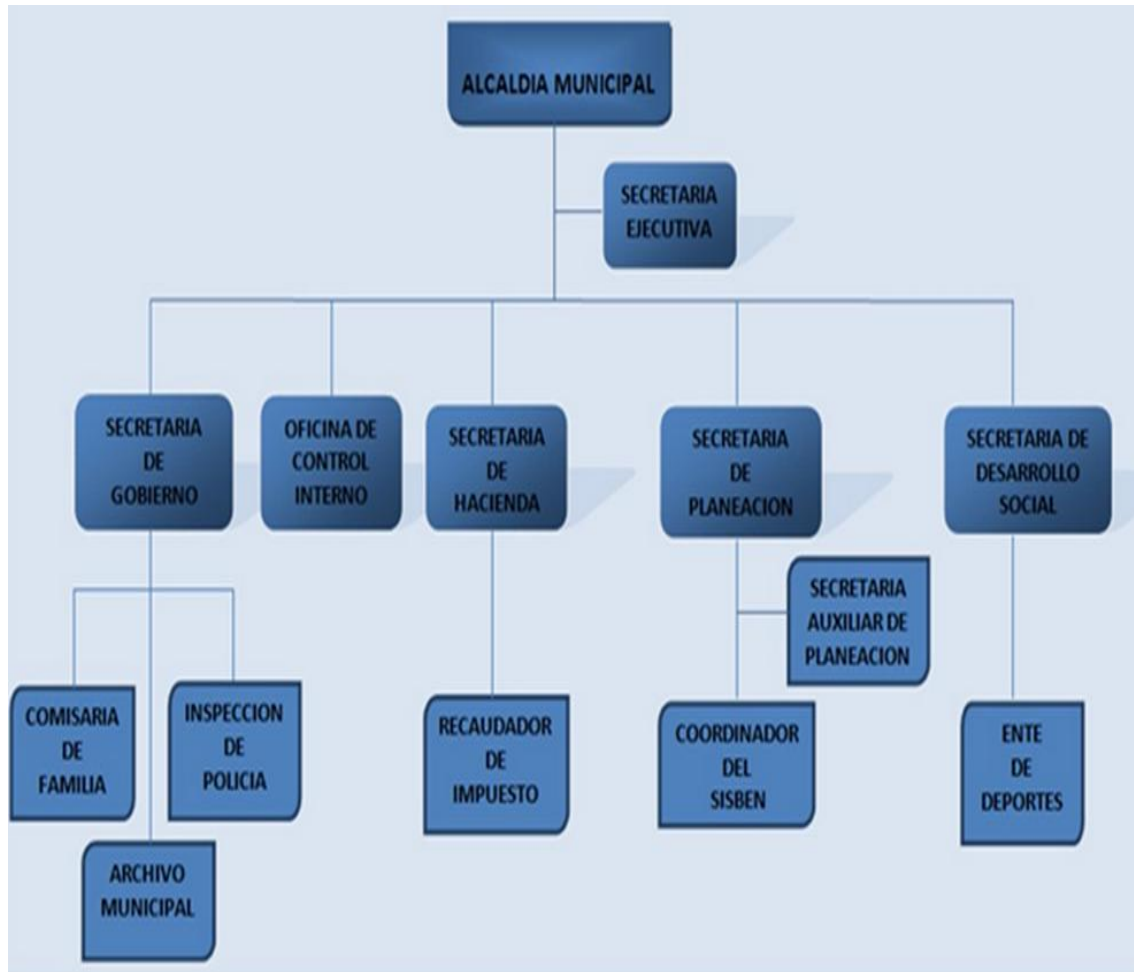 ALCALDIA MUNICIPAL
SECRETARIA
EJECUTIVA
SECRETARIA
DE
GOBIERNO
OFICINA DE
CONTROL
INTERNO
SECRETARIA
DE
HACIENDA
SECRETARIA
DE
PLANEACION
SECRETARIA DE
DESARROLLO
SOCIAL
SECRETARIA
AUXILIAR DE
PLANEACION
COMISARIA
DE
FAMILIA
INSPECCION
DE
POLICIA
RECAUDADOR
DE
IMPUESTO
COORDINADOR
DEL
SISBEN
ENTE
DE
DEPORTES
ARCHIVO
MUNICIPAL